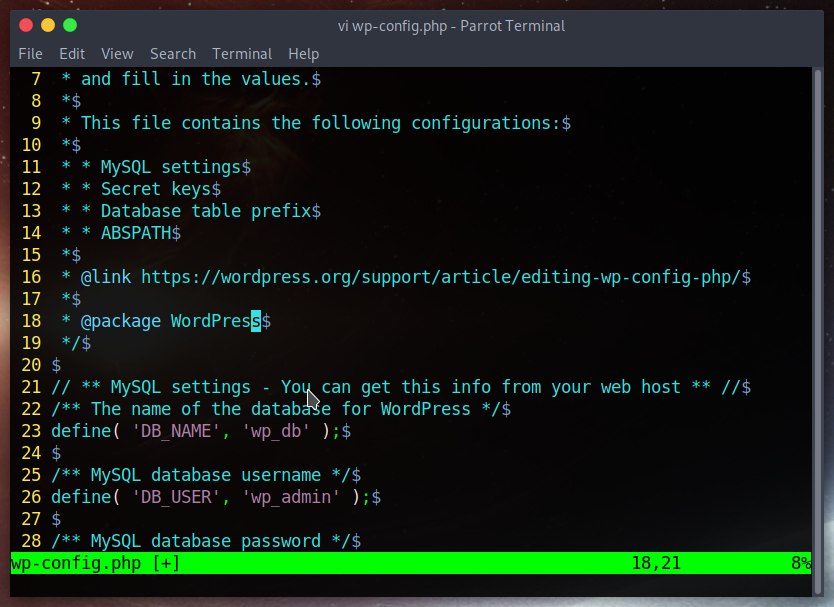 vi wp-config.php - Parrot Terminal
File Edit View Search Terminal Help
7  * and fill in the values.$
8  *$
9  * This file contains the following configurations:$
10  *$
11  * * MySQL settings$
12  * * Secret keys$
13  * * Database table prefix$
14  * * ABSPATH$
15  *$
16  * @link https://wordpress.org/support/article/editing-wp-config-php/$
17  *$
18  * @package WordPress$
19  */$
20 $
21 // ** MySQL settings - You can get this info from your web host ** //$
22 /** The name of the database for WordPress */$
23 define( 'DB_NAME', 'wp_db' );$
24 $
25 /** MySQL database username */$
26 define( 'DB_USER', 'wp_admin' );$
27 $
28 /** MySQL database password */$
wp-config.php [+] 18,21 8%